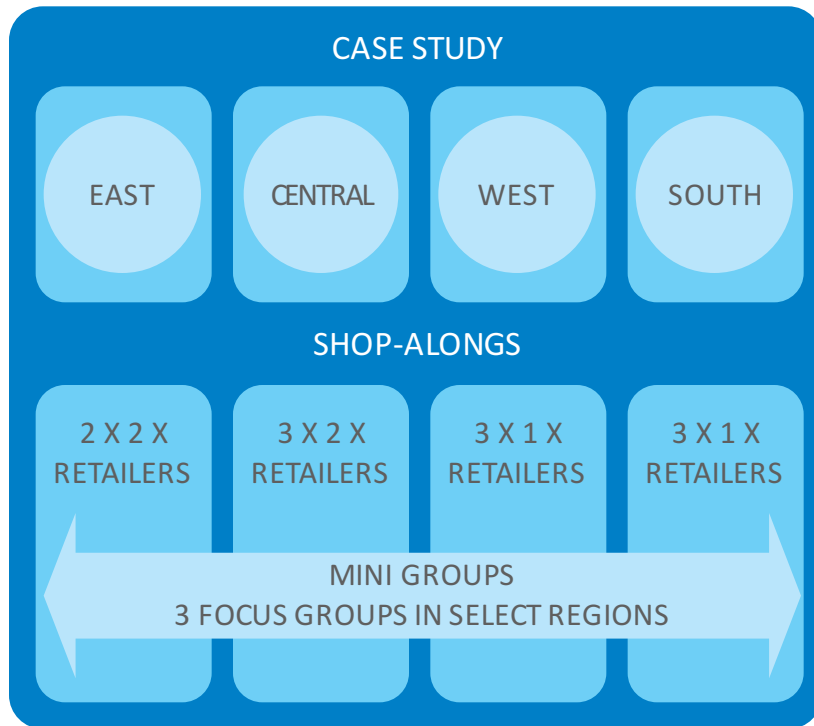 CASE STUDY
EAST
CENTRAL
WEST
SOUTH
SHOP-ALONGS
2 X 2 X
RETAILERS
3 X 2 X
RETAILERS
3 X 1 X
RETAILERS
3 X 1 X
RETAILERS
MINI GROUPS
3 FOCUS GROUPS IN SELECT REGIONS